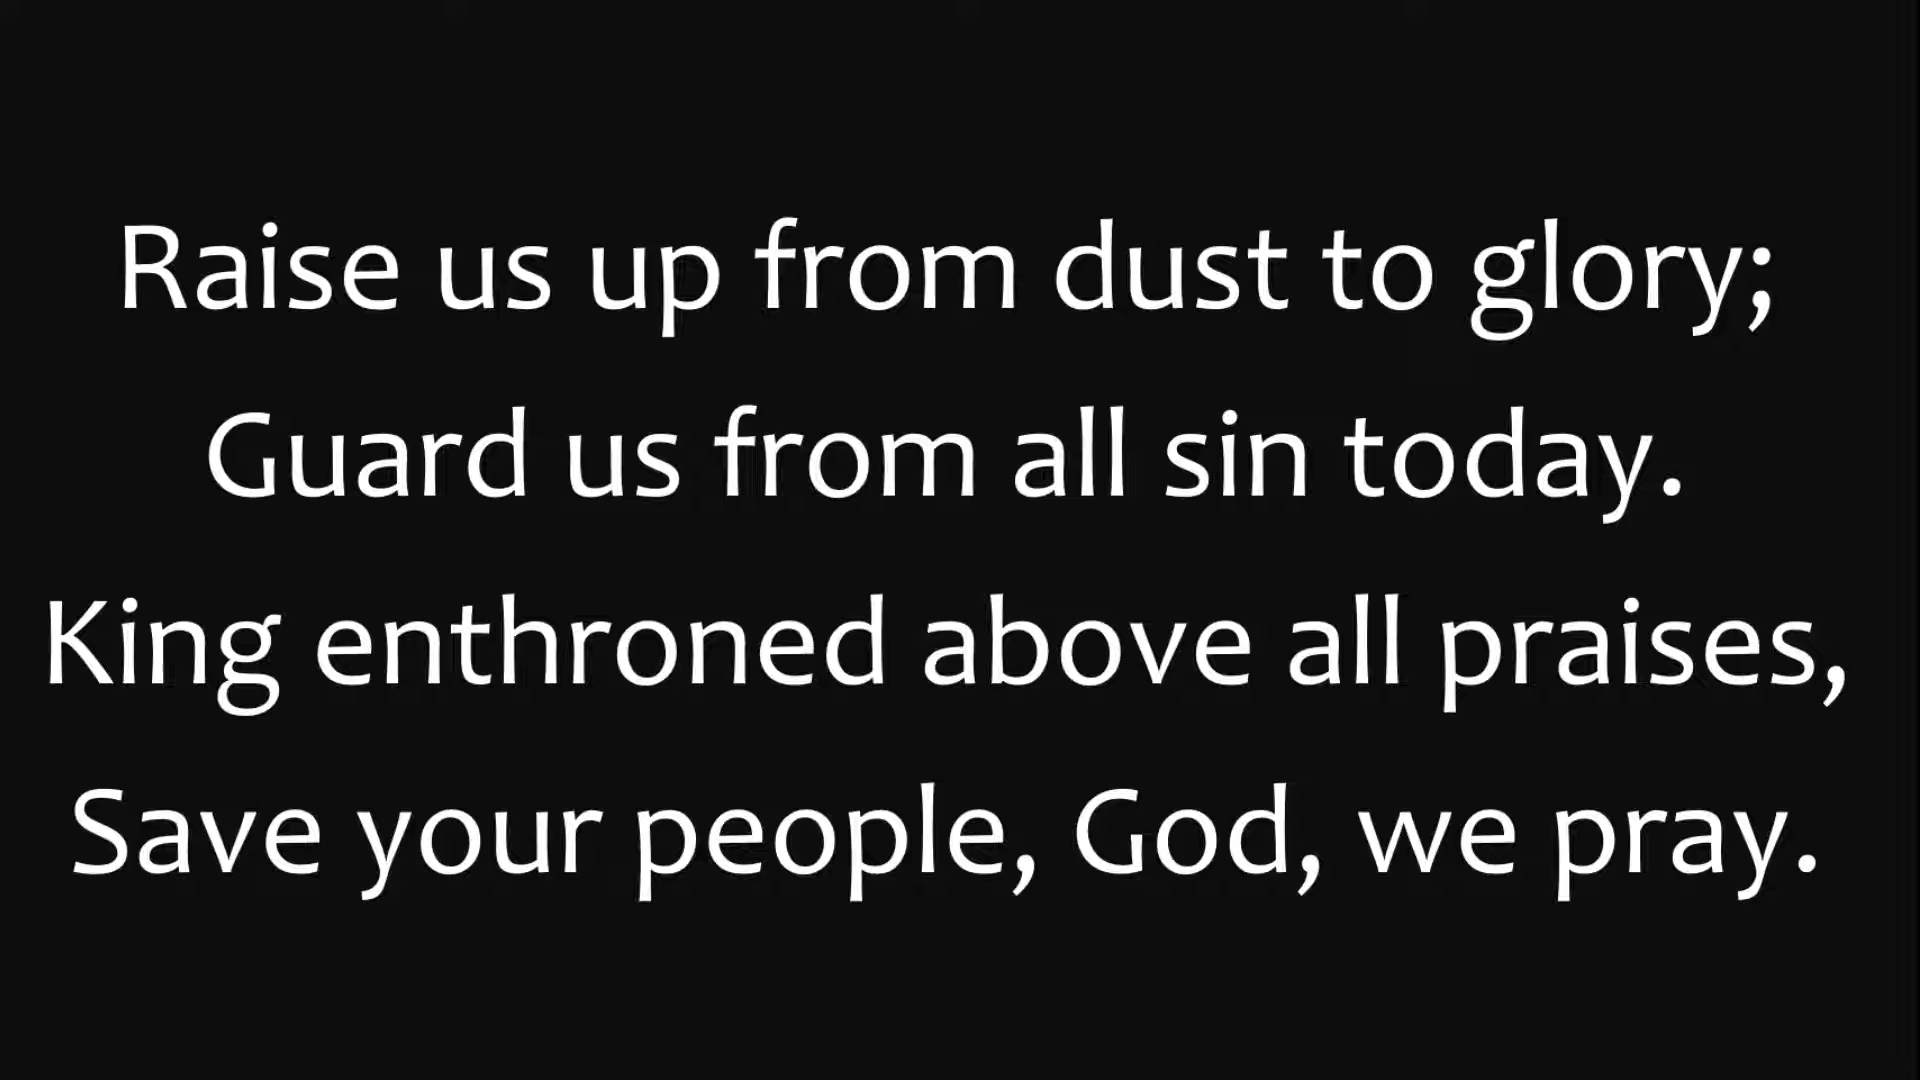 Raise us up from dust to glory;
Guard us from all sin today.
King enthroned above all praises,
Save your people, God, we pray.